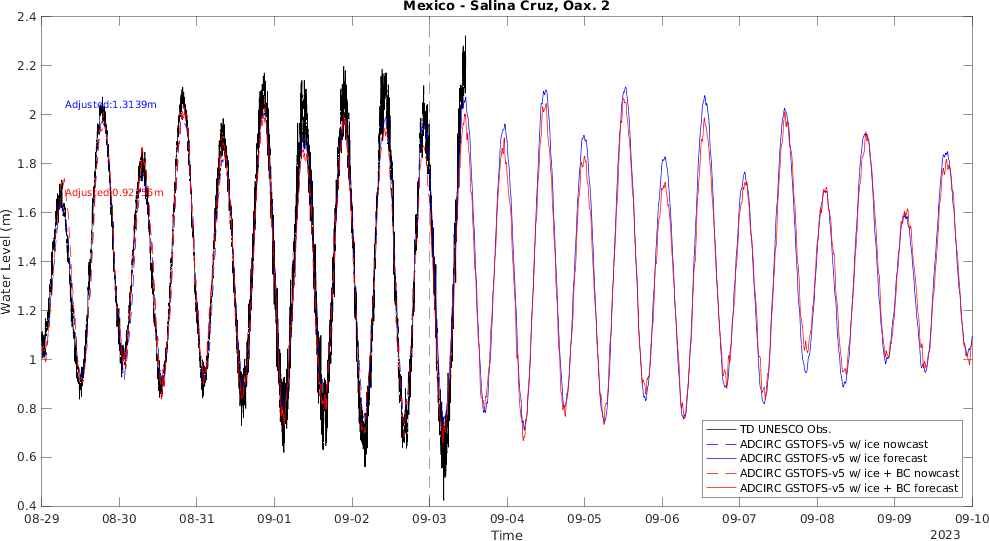 Mexico - Salina Cruz, Oax. 2
2.4
2.2
2
1.8
1.6
1.4
1.2
1
0.8
0.6
0.4
Water Level (m)
Adjusted:1.3139m
TD UNESCO Obs.
ADCIRC GSTOFS-v5 w/ ice nowcast
ADCIRC GSTOFS-v5 w/ ice forecast
ADCIRC GSTOFS-v5 w/ ice + BC nowcast
ADCIRC GSTOFS-v5 w/ ice + BC forecast
08-29
08-30
08-31
09-01
09-02
09-03
09-04
09-05
09-06
09-07
09-08
09-09
09-10
Time
2023